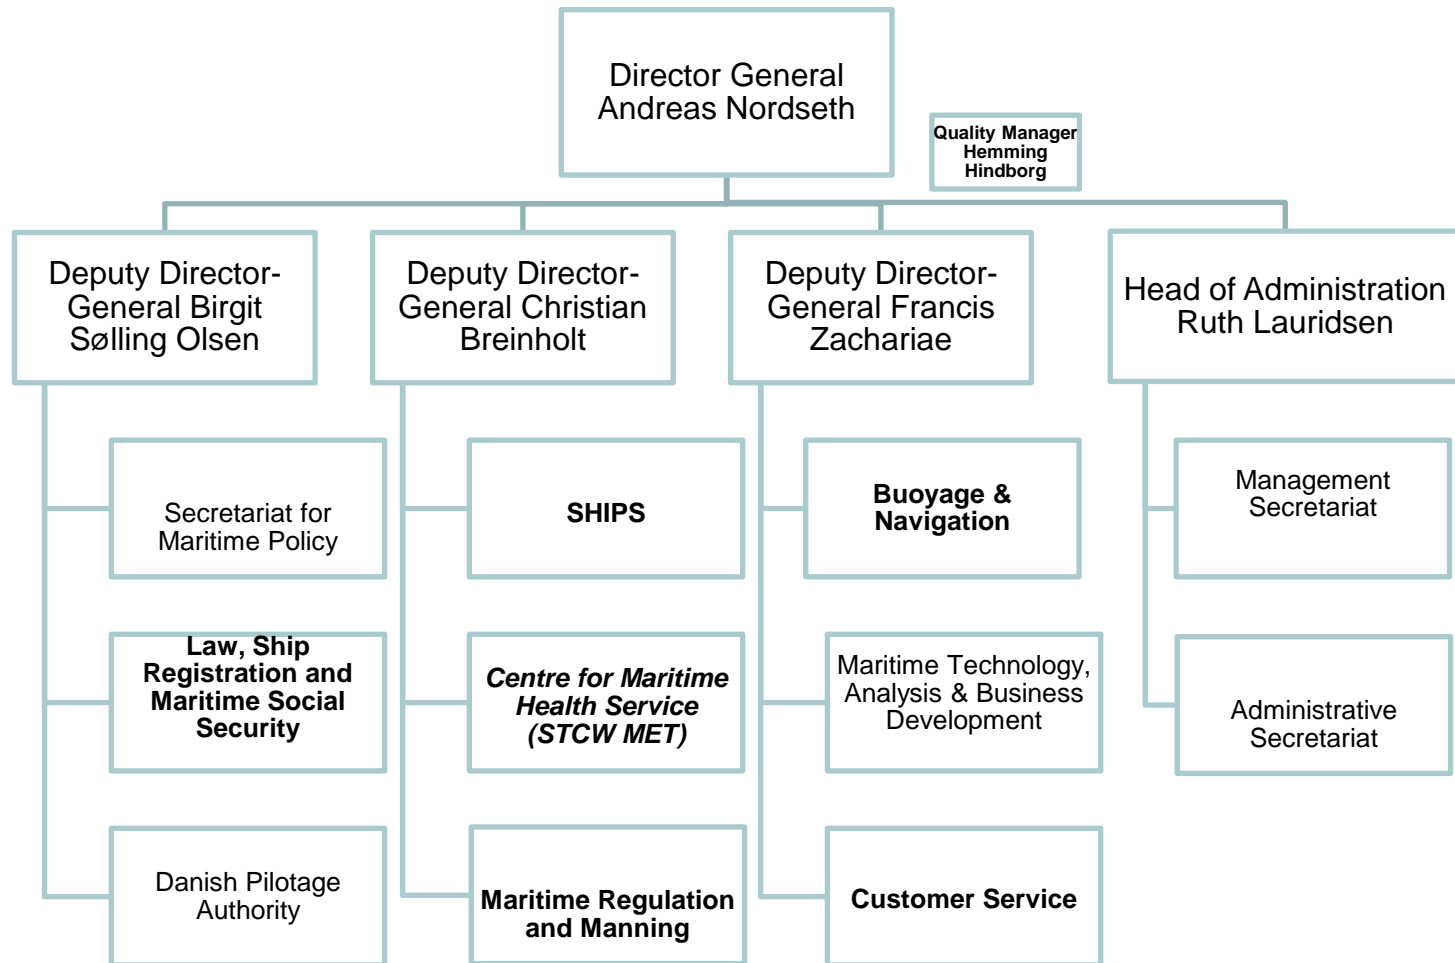 Director General
Andreas Nordseth
Quality Manager
Hemming
Hindborg
Deputy Director-
General Birgit
Sølling Olsen
Deputy Director-
General Christian
Breinholt
Deputy Director-
General Francis
Zachariae
Head of Administration
Ruth Lauridsen
Secretariat for
Maritime Policy
SHIPS
Buoyage &
Navigation
Management
Secretariat
Law, Ship
Registration and
Maritime Social
Security
Centre for Maritime
Health Service
(STCW MET)
Maritime Technology,
Analysis & Business
Development
Administrative
Secretariat
Danish Pilotage
Authority
Maritime Regulation
and Manning
Customer Service